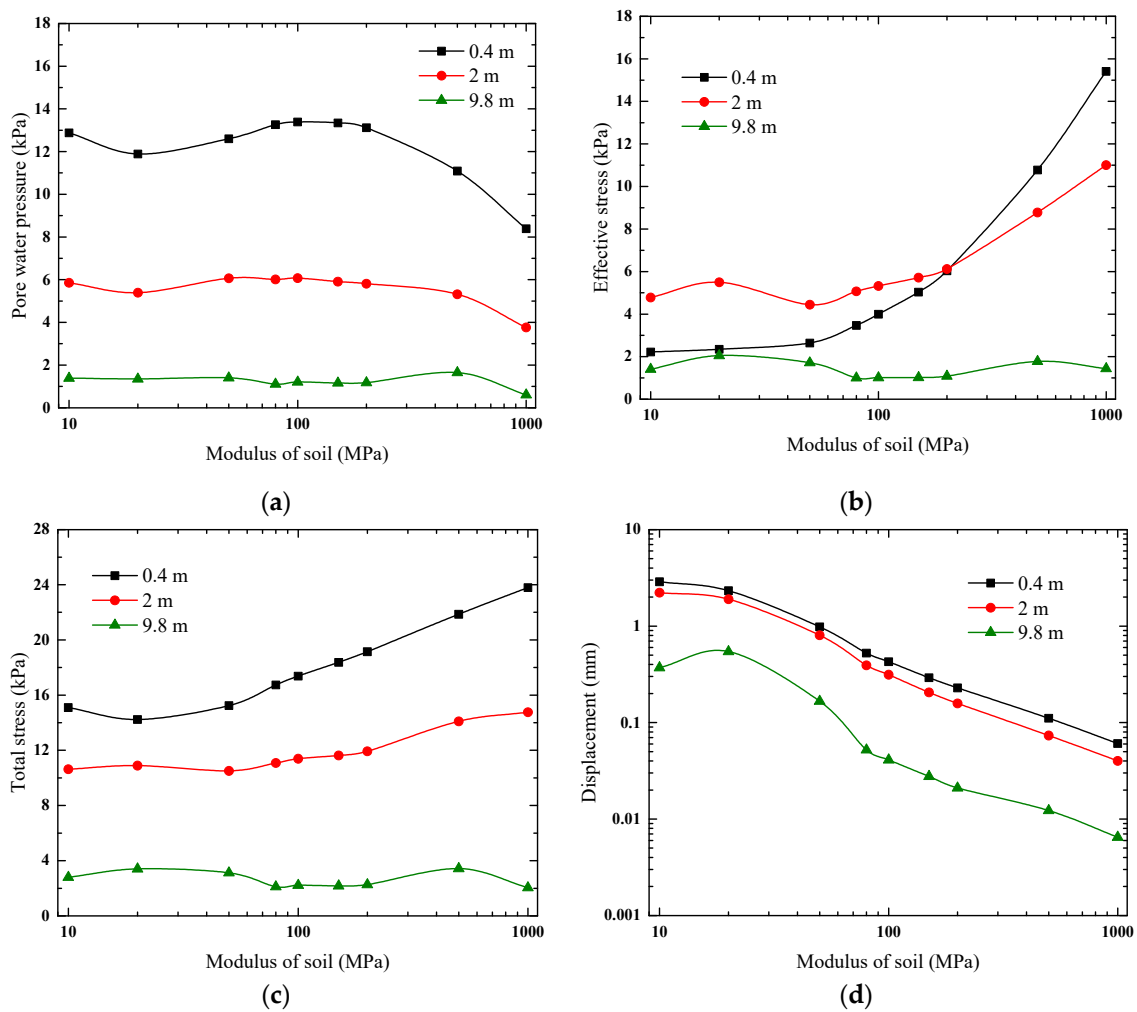 18
16
14
12
10
8
6
4
2
0
Pore water pressure (kPa)
0.4 m
2 m
9.8 m
10
100
1000
Modulus of soil (MPa)
(a)
18
16
14
12
10
8
6
4
2
0
Effective stress (kPa)
0.4 m
2 m
9.8 m
10
100
1000
Modulus of soil (MPa)
(b)
28
24
20
16
12
8
4
0
Total stress (kPa)
0.4 m
2 m
9.8 m
10
100
1000
Modulus of soil (MPa)
(c)
10
1
0.1
0.01
0.001
Displacement (mm)
0.4 m
2 m
9.8 m
10
100
1000
Modulus of soil (MPa)
(d)